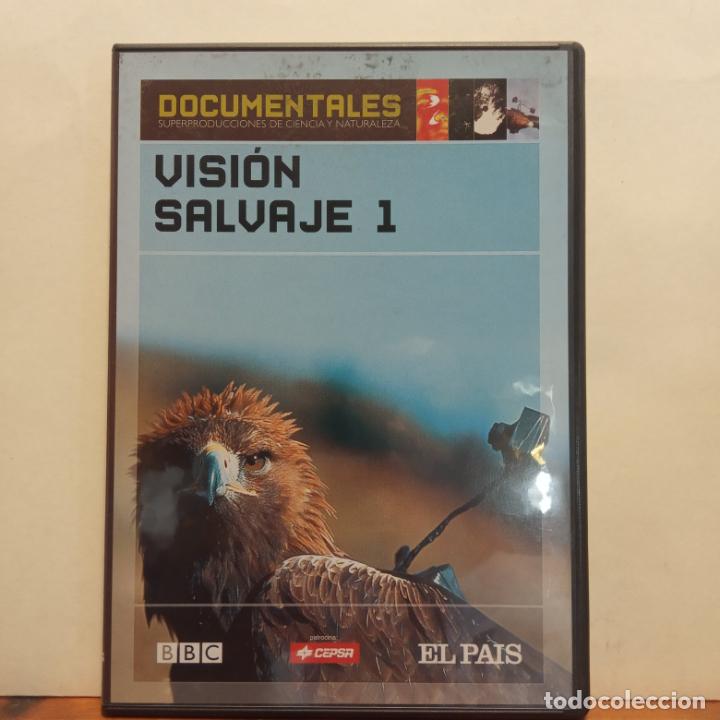 DOCUMENTALES
SUPERPRODUCCIONES DE CIENCIA Y NATURALEZA
VISIÓN
SALVAJE 1
BBC
patrocina:
CEPSA
EL PAIS
todocoleccion